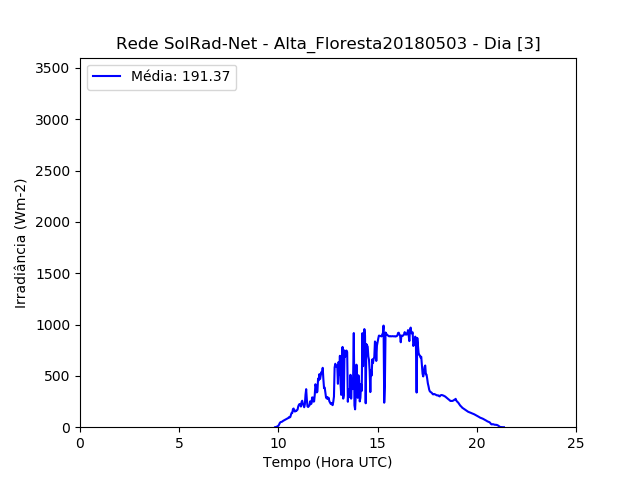 Rede SolRad-Net - Alta_Floresta20180503 - Dia [3]
Média: 191.37
3500
3000
2500
2000
1500
1000
500
0
Irradiância (Wm-2)
0 5 10 15 20 25
Tempo (Hora UTC)